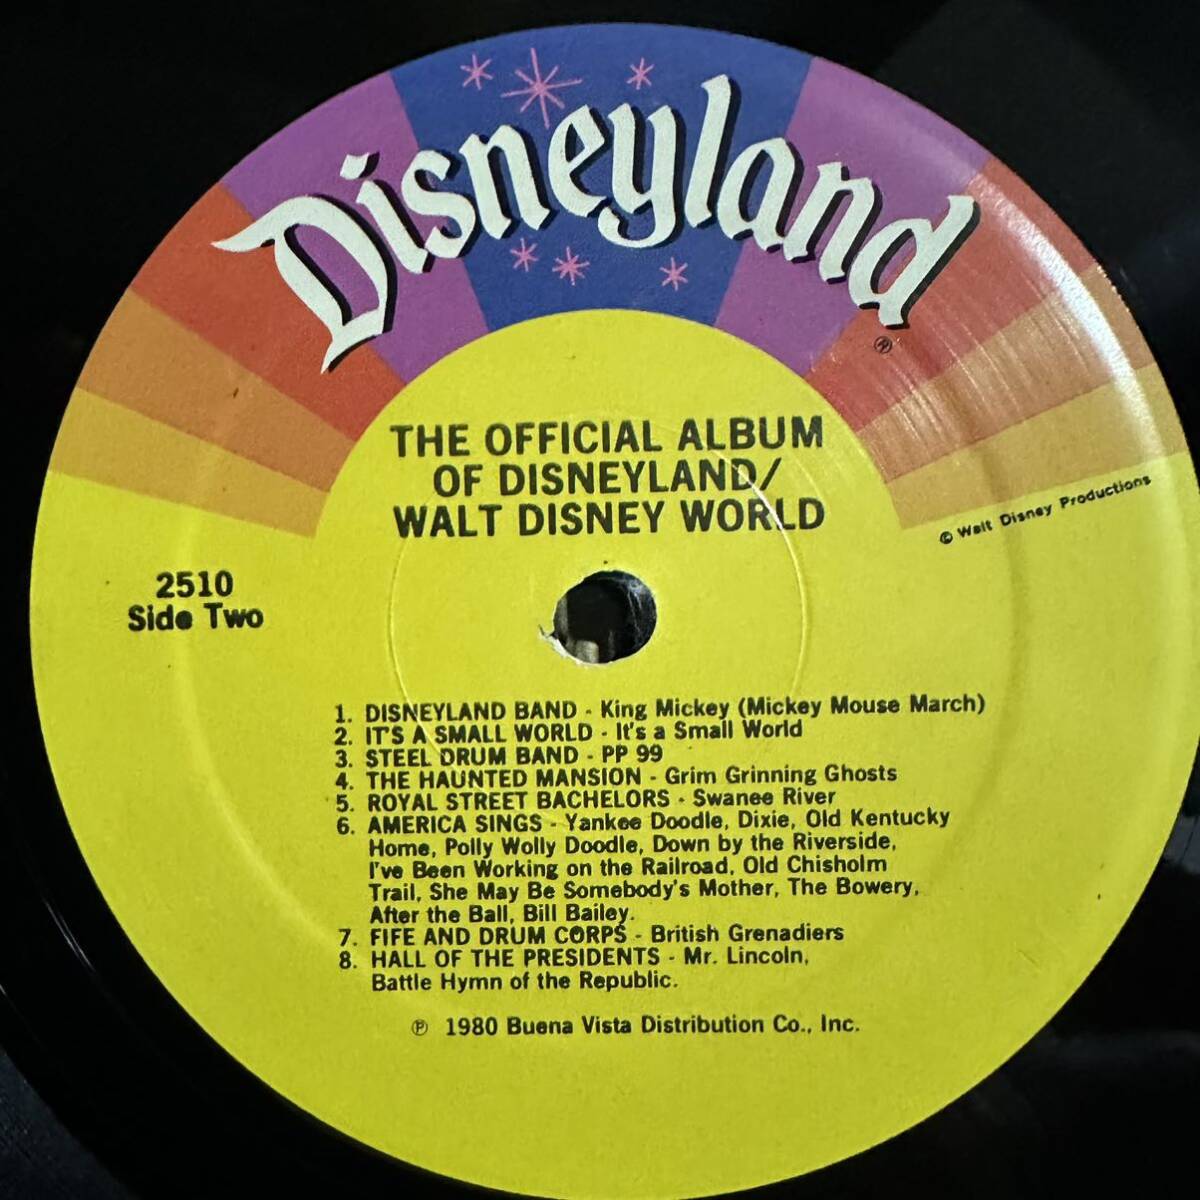 Disneyland
®
THE OFFICIAL ALBUM
OF DISNEYLAND/
WALT DISNEY WORLD
© Walt Disney Productions
2510
Side Two
1. DISNEYLAND BAND - King Mickey (Mickey Mouse March)
2. IT'S A SMALL WORLD - It's a Small World
3. STEEL DRUM BAND - PP 99
4. THE HAUNTED MANSION - Grim Grinning Ghosts
5. ROYAL STREET BACHELORS - Swanee River
6. AMERICA SINGS - Yankee Doodle, Dixie, Old Kentucky
Home, Polly Wolly Doodle, Down by the Riverside,
I've Been Working on the Railroad, Old Chisholm
Trail, She May Be Somebody's Mother, The Bowery,
After the Ball, Bill Bailey.
7. FIFE AND DRUM CORPS - British Grenadiers
8. HALL OF THE PRESIDENTS - Mr. Lincoln,
Battle Hymn of the Republic.
℗ 1980 Buena Vista Distribution Co., Inc.